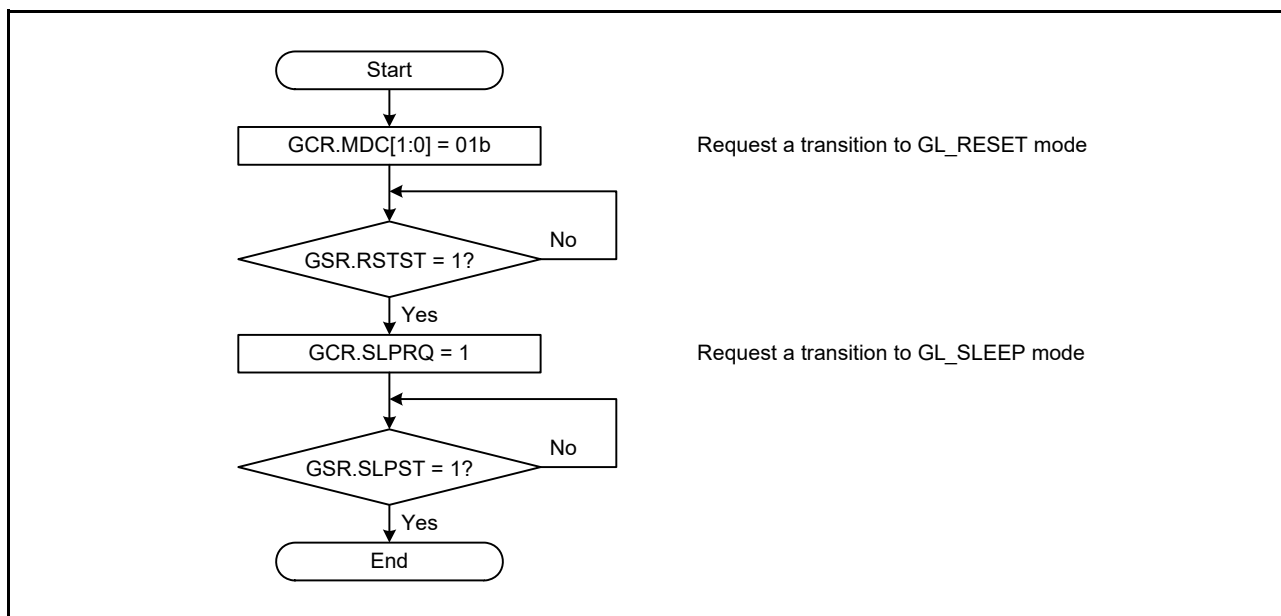 Start
GCR.MDC[1:0] = 01b
Request a transition to GL_RESET mode
GSR.RSTST = 1?
No
Yes
GCR.SLPRQ = 1
Request a transition to GL_SLEEP mode
GSR.SLPST = 1?
No
Yes
End